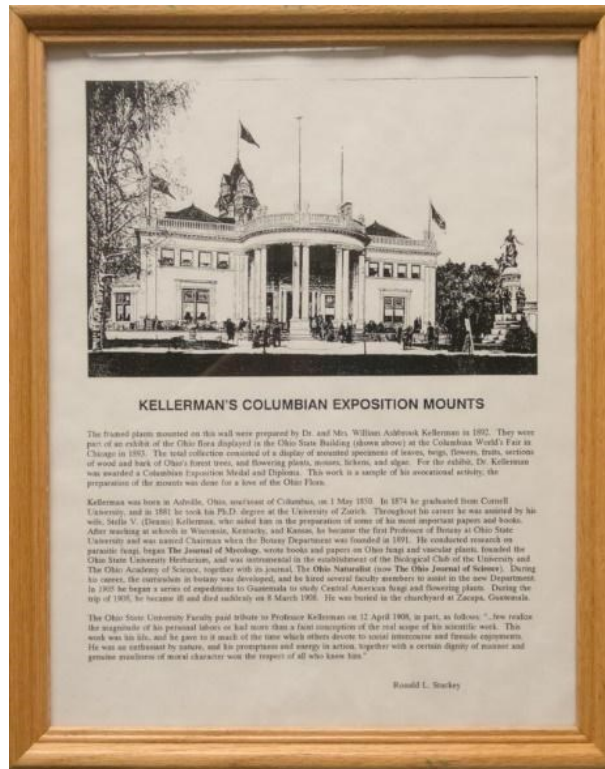 KELLERMAN'S COLUMBIAN EXPOSITION MOUNTS
The framed plants mounted on this wall were prepared by Dr. and Mrs. William Ashbrook Kellerman in 1892. They were
part of an exhibit of the Ohio flora displayed in the Ohio State Building (shown above) at the Columbian World's Fair in
Chicago in 1893. The total collection consisted of a display of mounted specimens of leaves, twigs, flowers, fruits, sections
of wood and bark of Ohio's forest trees, and flowering plants, mosses, lichens, and algae. For the exhibit, Dr. Kellerman
was awarded a Columbian Exposition Medal and Diploma. This work is a sample of his avocational activity, the
preparation of the mounts was done for a love of the Ohio Flora.
Kellerman was born in Ashville, Ohio, southeast of Columbus, on 1 May 1850. In 1874 he graduated from Cornell
University, and in 1881 he took his Ph.D. degree at the University of Zurich. Throughout his career he was assisted by his
wife, Stella V. (Dennis) Kellerman, who aided him in the preparation of some of his most important papers and books.
After teaching at schools in Wisconsin, Kentucky, and Kansas, he became the first Professor of Botany at Ohio State
University and was named Chairman when the Botany Department was founded in 1891. He conducted research on
parasitic fungi, began The Journal of Mycology, wrote books and papers on Ohio fungi and vascular plants, founded the
Ohio State University Herbarium, and was instrumental in the establishment of the Biological Club of the University and
The Ohio Academy of Science, together with its journal, The Ohio Naturalist (now The Ohio Journal of Science). During
his career, the curriculum in botany was developed, and he hired several faculty members to assist in the new Department.
In 1905 he began a series of expeditions to Guatemala to study Central American fungi and flowering plants. During the
trip of 1908, he became ill and died suddenly on 8 March 1908. He was buried in the churchyard at Zacapa, Guatemala.
The Ohio State University Faculty paid tribute to Professor Kellerman on 12 April 1908, in part, as follows: "...few realize
the magnitude of his personal labors or had more than a faint conception of the real scope of his scientific work. This
work was his life, and he gave to it much of the time which others devote to social intercourse and fireside enjoyments.
He was an enthusiast by nature, and his promptness and energy in action, together with a certain dignity of manner and
genuine manliness of moral character won the respect of all who knew him."
Ronald L. Stuckey